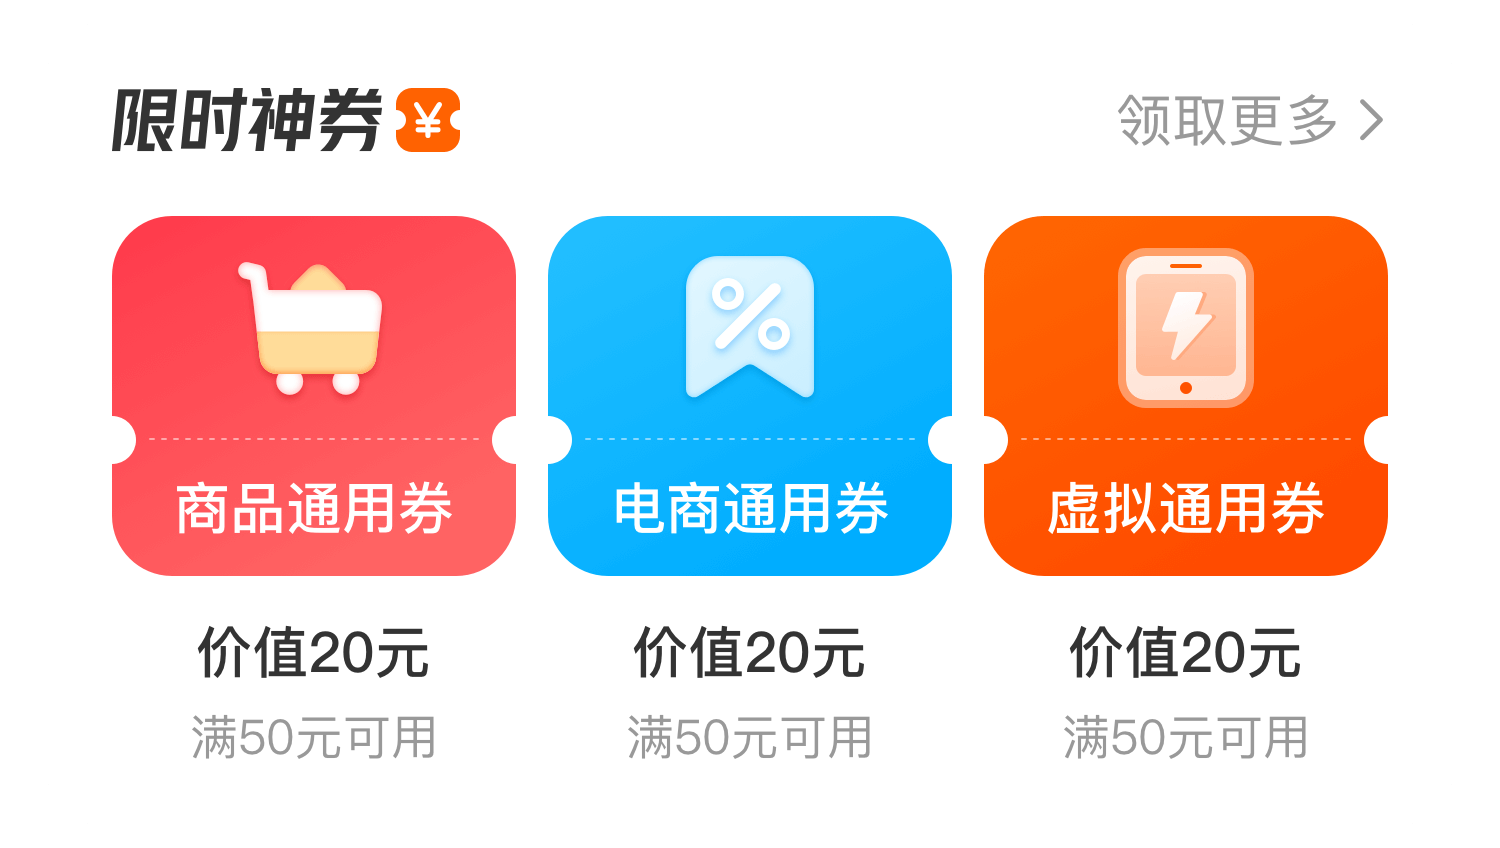 限时神券 ¥
领取更多
商品通用券
电商通用券
虚拟通用券
价值20元
价值20元
价值20元
满50元可用
满50元可用
满50元可用